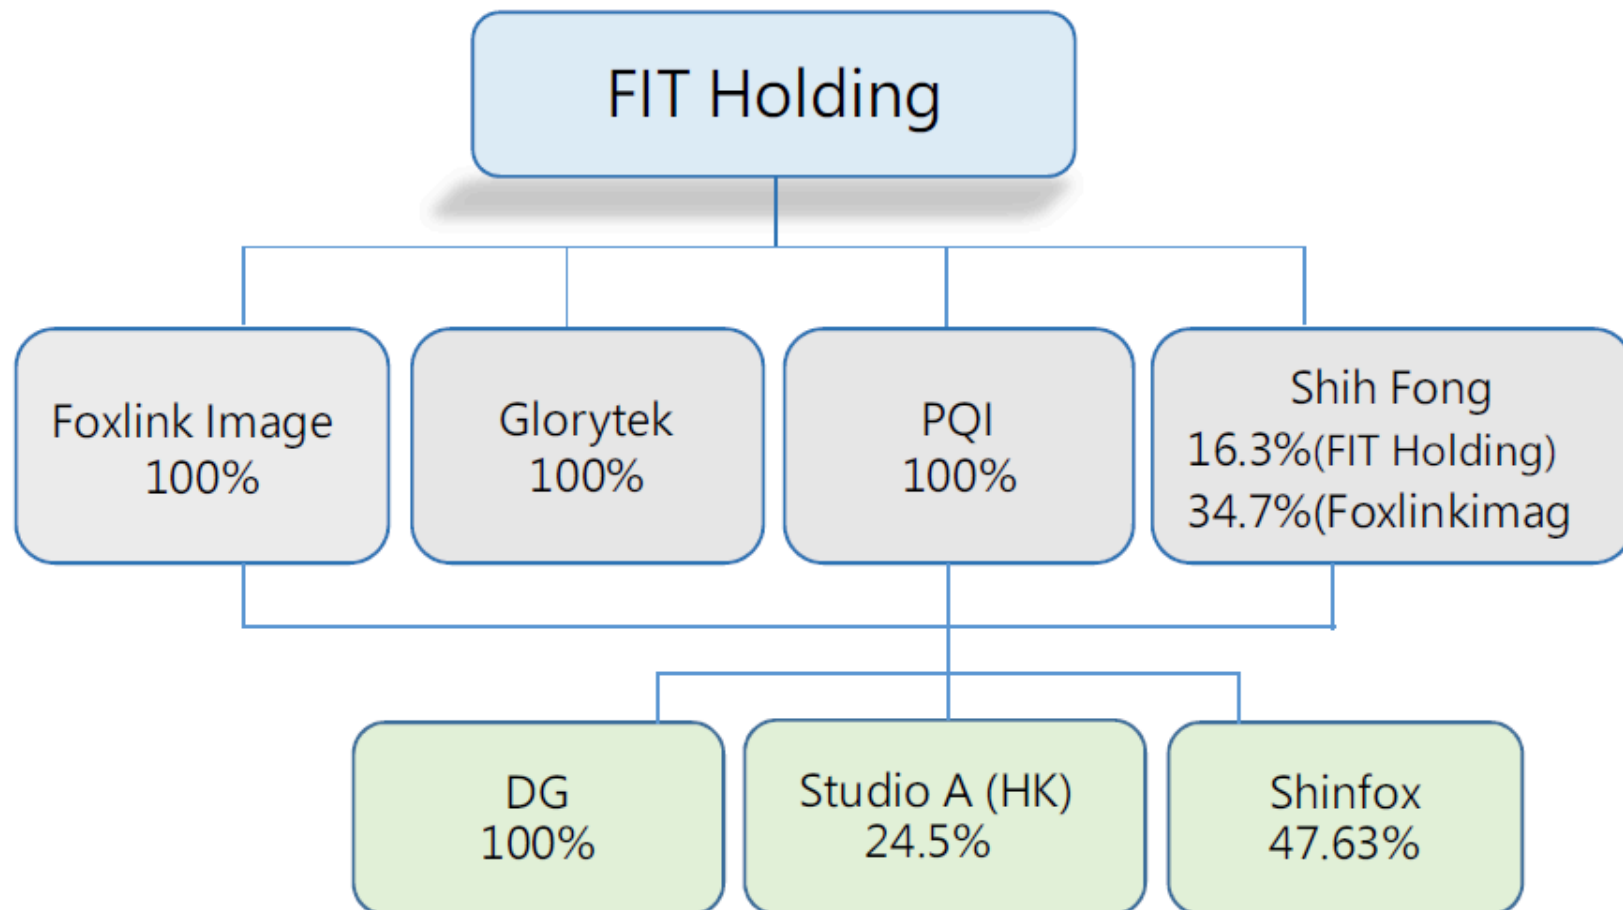 FIT Holding
Foxlink Image
100%
Glorytek
100%
PQI
100%
Shih Fong
16.3%(FIT Holding)
34.7%(Foxlinkimag
DG
100%
Studio A (HK)
24.5%
Shinfox
47.63%